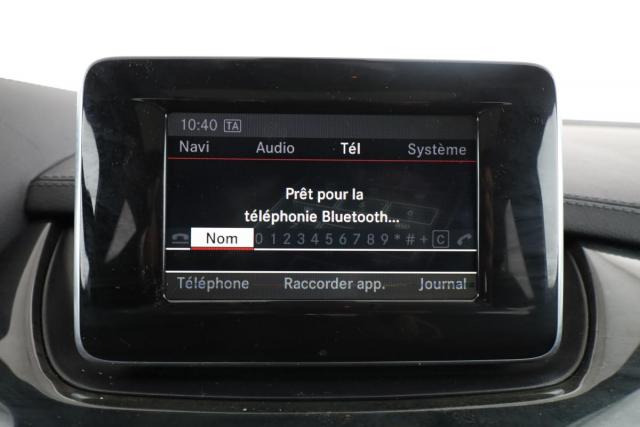 10:40 TA
Navi Audio Tél Système
Prêt pour la
téléphonie Bluetooth...
Nom 0 1 2 3 4 5 6 7 8 9 * # + C
Téléphone Raccorder app. Journal